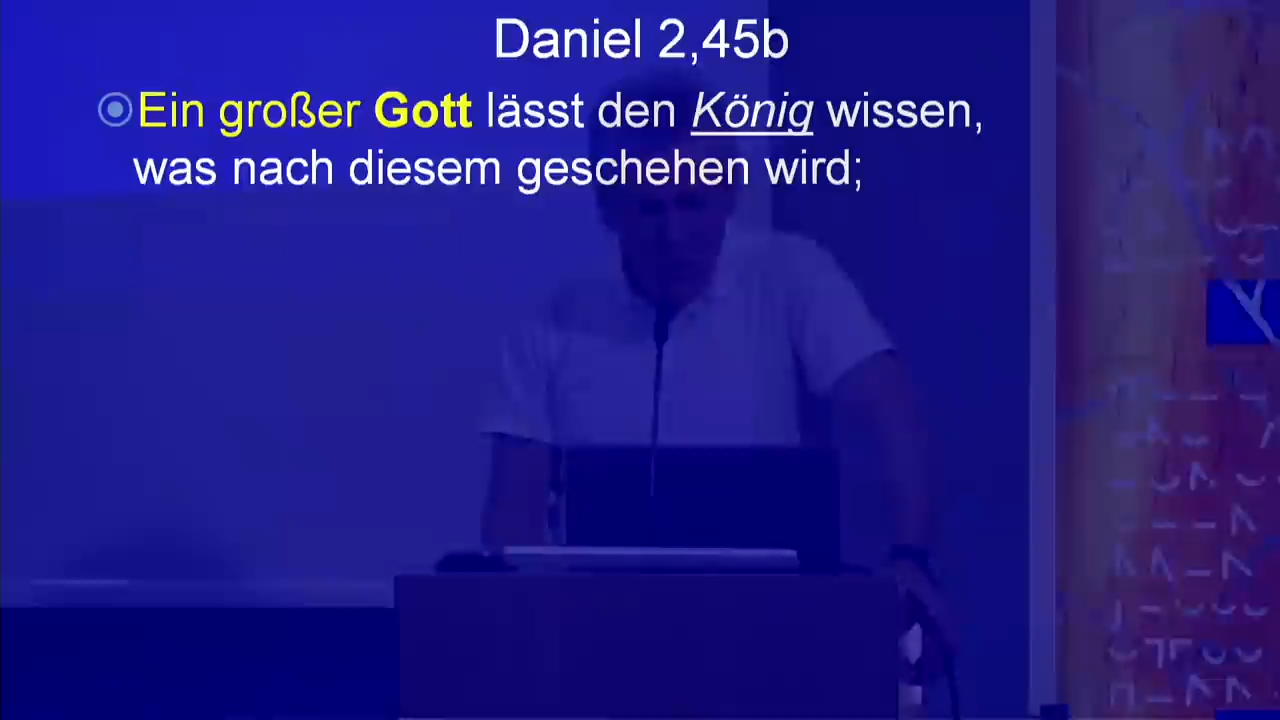 Daniel 2,45b
Ein großer Gott lässt den König wissen,
was nach diesem geschehen wird;